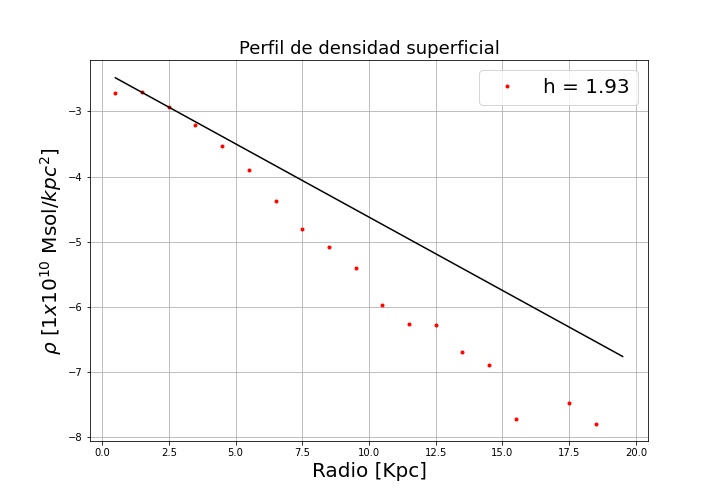 Perfil de densidad superficial
h = 1.93
ρ [1x10¹⁰ Msol/kpc²]
−3
−4
−5
−6
−7
−8
0.0 2.5 5.0 7.5 10.0 12.5 15.0 17.5 20.0
Radio [Kpc]